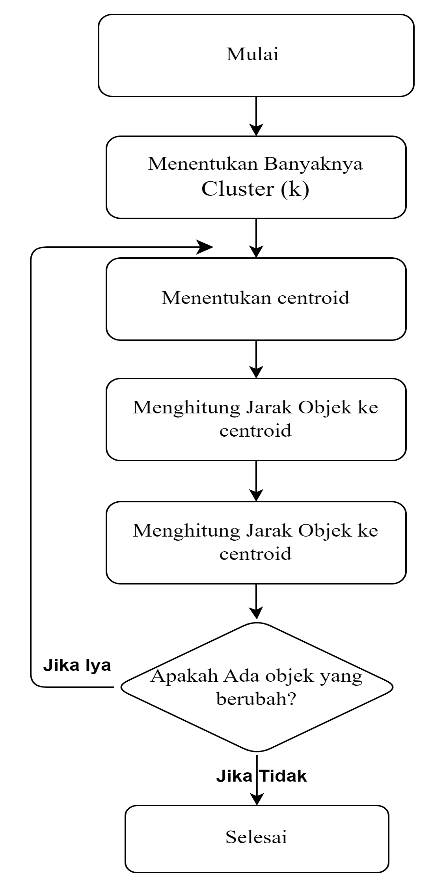 Mulai
Menentukan Banyaknya
Cluster (k)
Menentukan centroid
Menghitung Jarak Objek ke
centroid
Menghitung Jarak Objek ke
centroid
Jika Iya
Apakah Ada objek yang
berubah?
Jika Tidak
Selesai